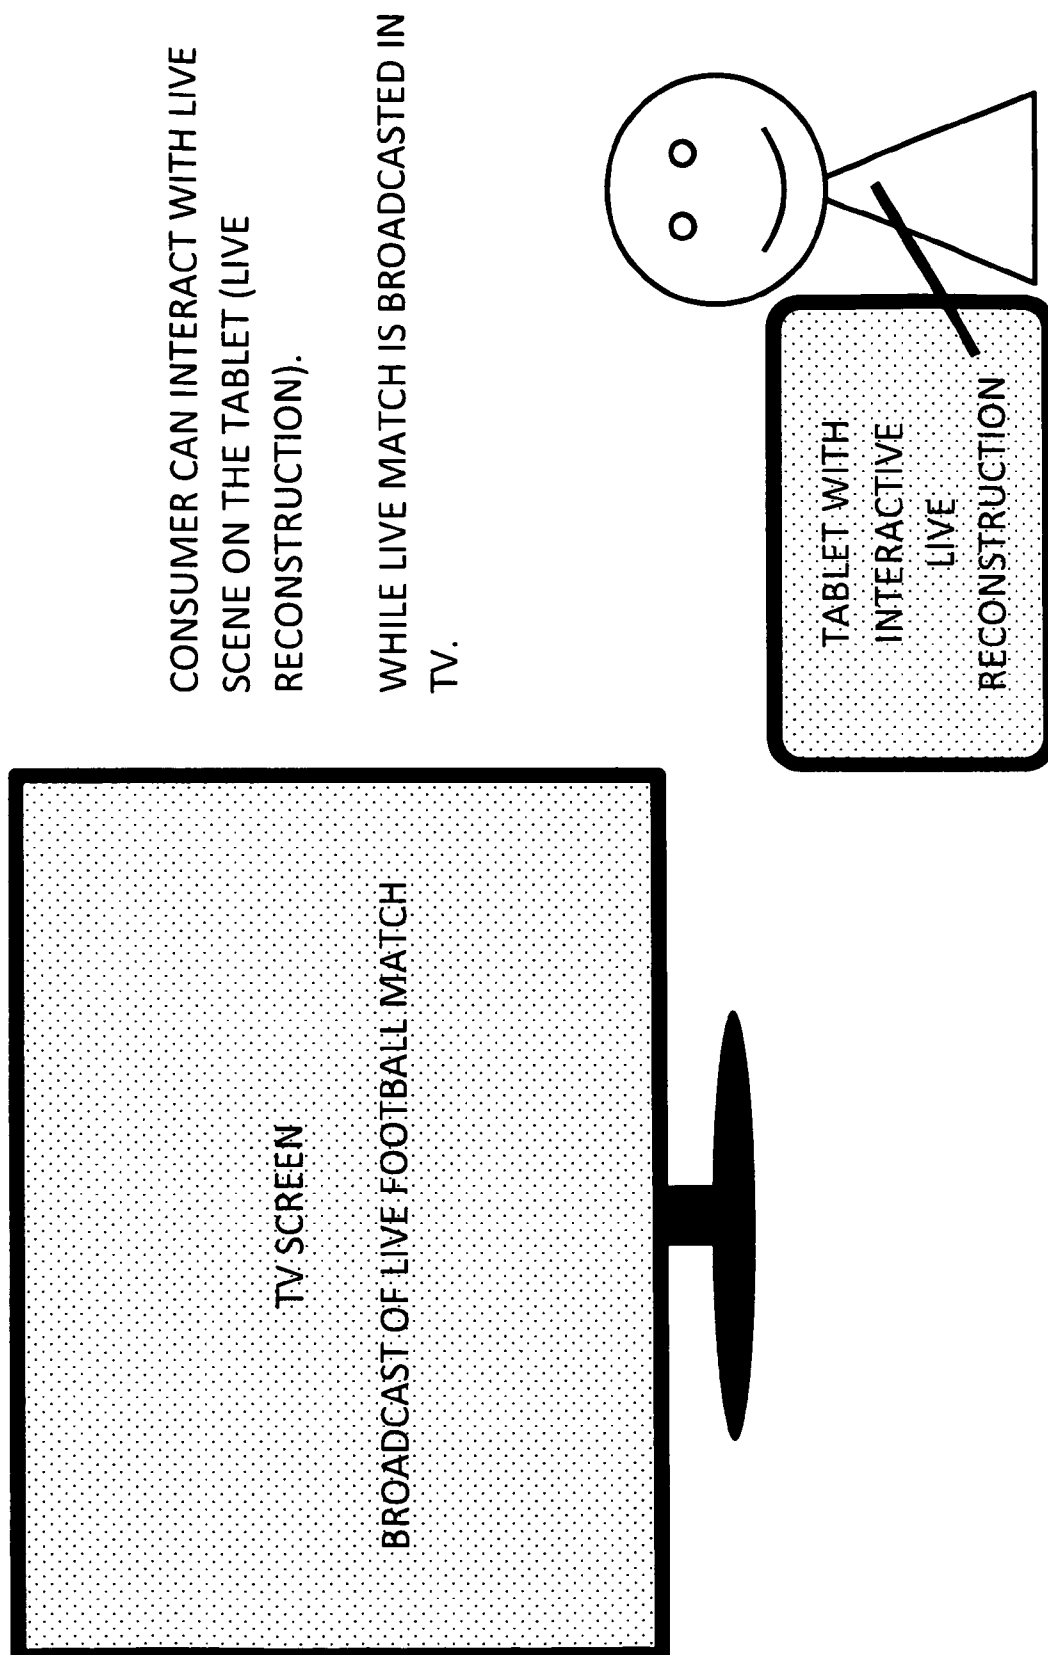 CONSUMER CAN INTERACT WITH LIVE
SCENE ON THE TABLET (LIVE
RECONSTRUCTION).
WHILE LIVE MATCH IS BROADCASTED IN
TV.
TV SCREEN
BROADCAST OF LIVE FOOTBALL MATCH
TABLET WITH
INTERACTIVE
LIVE
RECONSTRUCTION